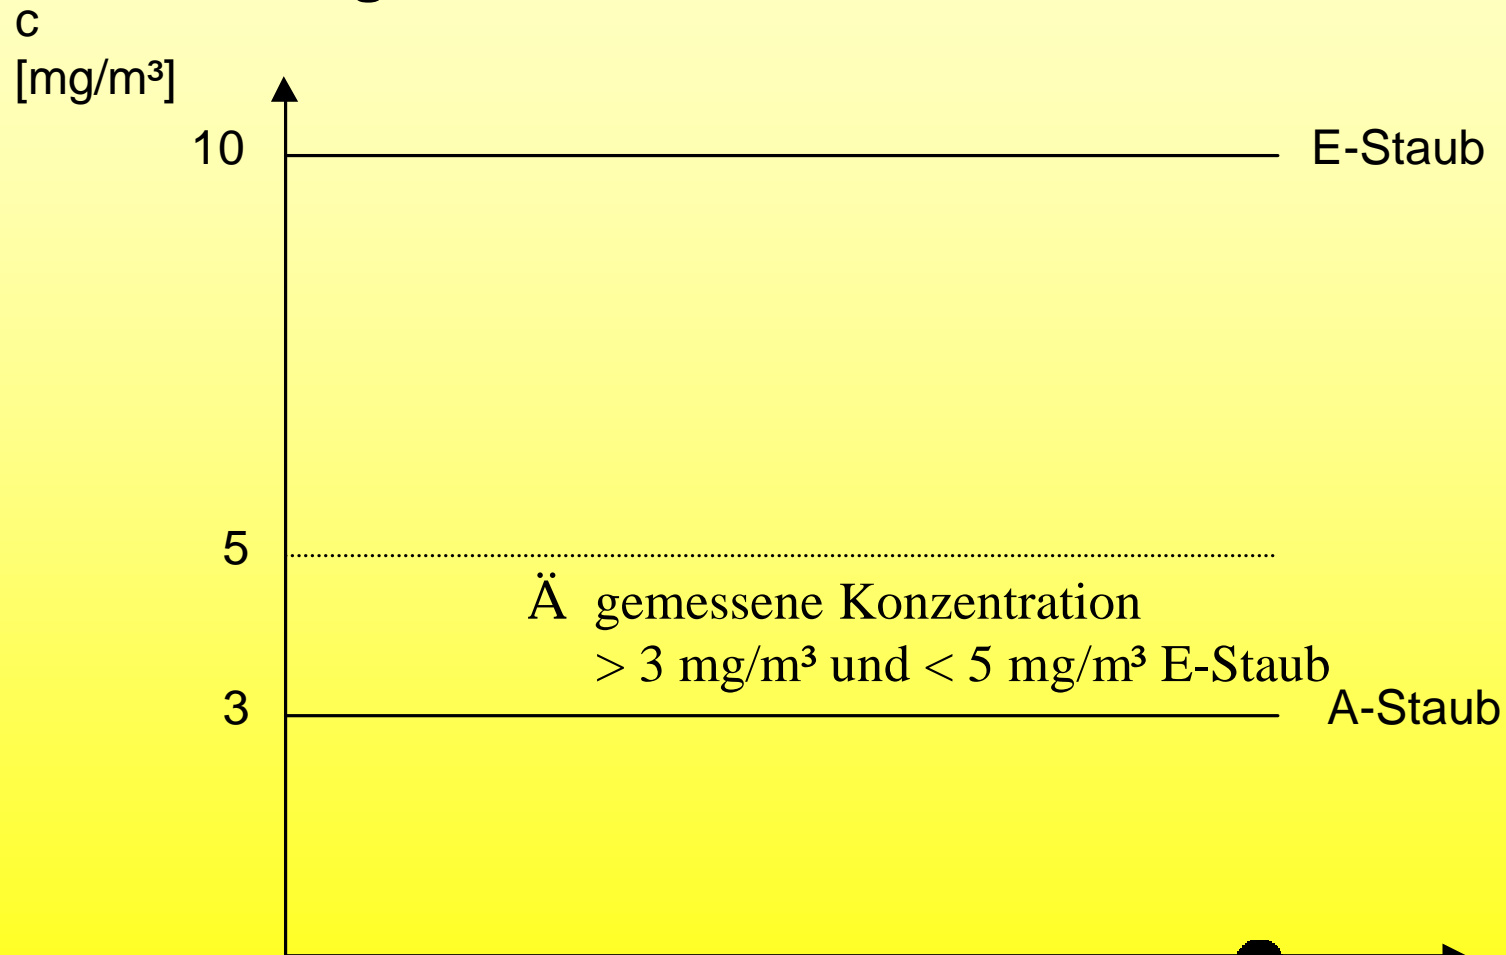 c
[mg/m³]
10
E-Staub
5
Ä gemessene Konzentration
> 3 mg/m³ und < 5 mg/m³ E-Staub
3
A-Staub